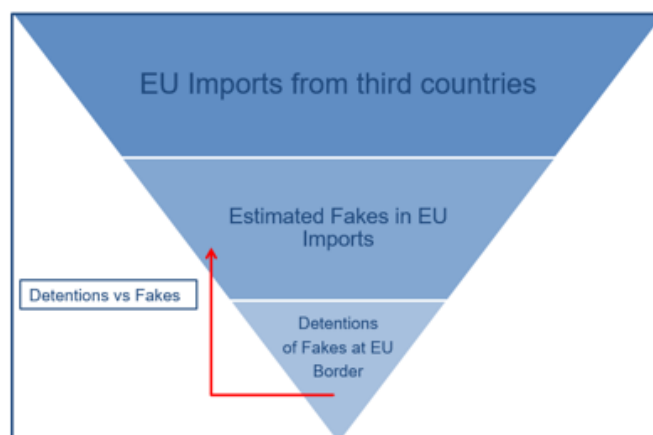 EU Imports from third countries
Estimated Fakes in EU
Imports
Detentions vs Fakes
Detentions
of Fakes at EU
Border